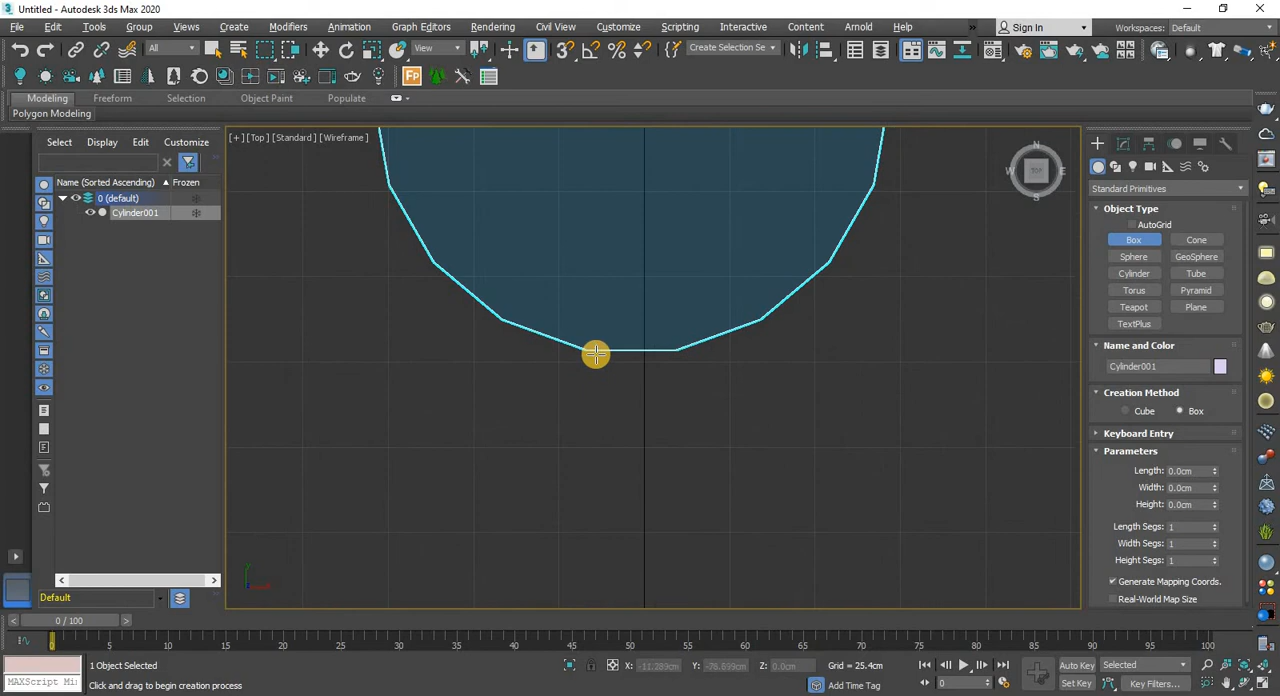 Untitled - Autodesk 3ds Max 2020
File Edit Tools Group Views Create Modifiers Animation Graph Editors Rendering Civil View Customize Scripting Interactive Content Arnold Help » Sign In Workspaces: Default
All View Create Selection Se
Fp
Modeling Freeform Selection Object Paint Populate
Polygon Modeling
Select Display Edit Customize
Name (Sorted Ascending) ▲ Frozen
0 (default)
Cylinder001
Default
[+] [Top] [Standard] [Wireframe]
N
W TOP E
S
Standard Primitives
Object Type
AutoGrid
Box Cone
Sphere GeoSphere
Cylinder Tube
Torus Pyramid
Teapot Plane
TextPlus
Name and Color
Cylinder001
Creation Method
Cube Box
Keyboard Entry
Parameters
Length: 0.0cm
Width: 0.0cm
Height: 0.0cm
Length Segs: 1
Width Segs: 1
Height Segs: 1
Generate Mapping Coords.
Real-World Map Size
< 0 / 100 >
0 5 10 15 20 25 30 35 40 45 50 55 60 65 70 75 80 85 90 95 100
1 Object Selected X: -11.289cm Y: -76.899cm Z: 0.0cm Grid = 25.4cm Auto Key Selected
MAXScript Mi Click and drag to begin creation process Add Time Tag 0 Set Key Key Filters...